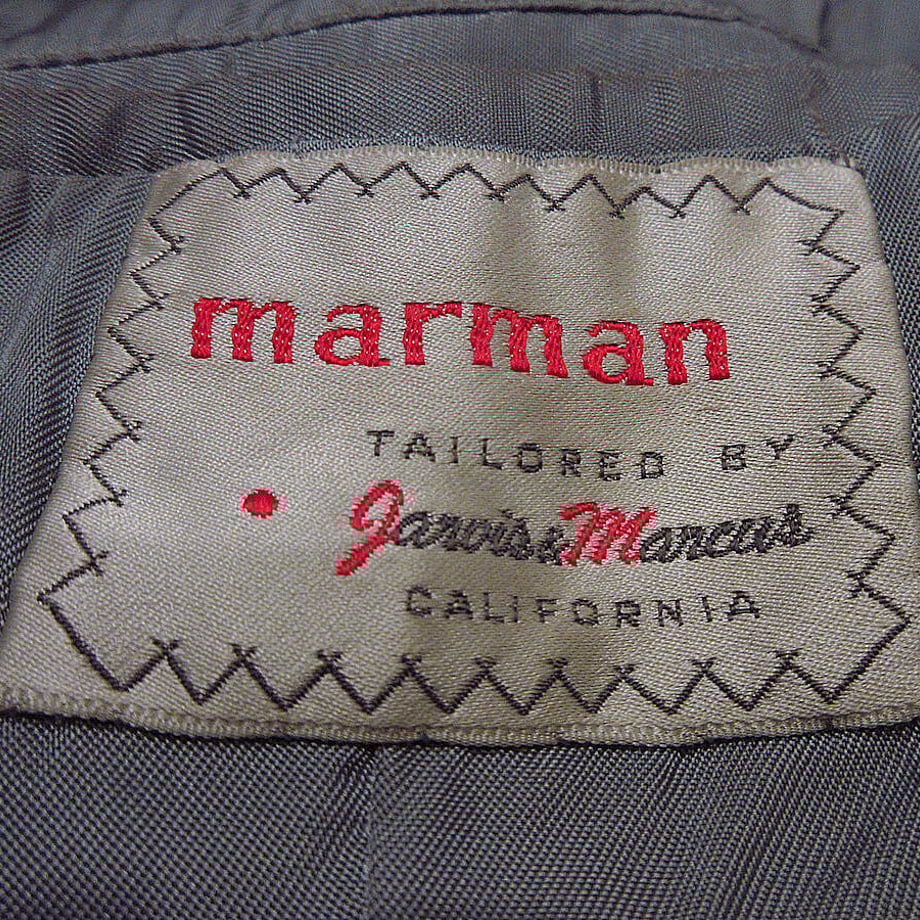 marman
TAILORED BY
Jarvis & Marcus
CALIFORNIA